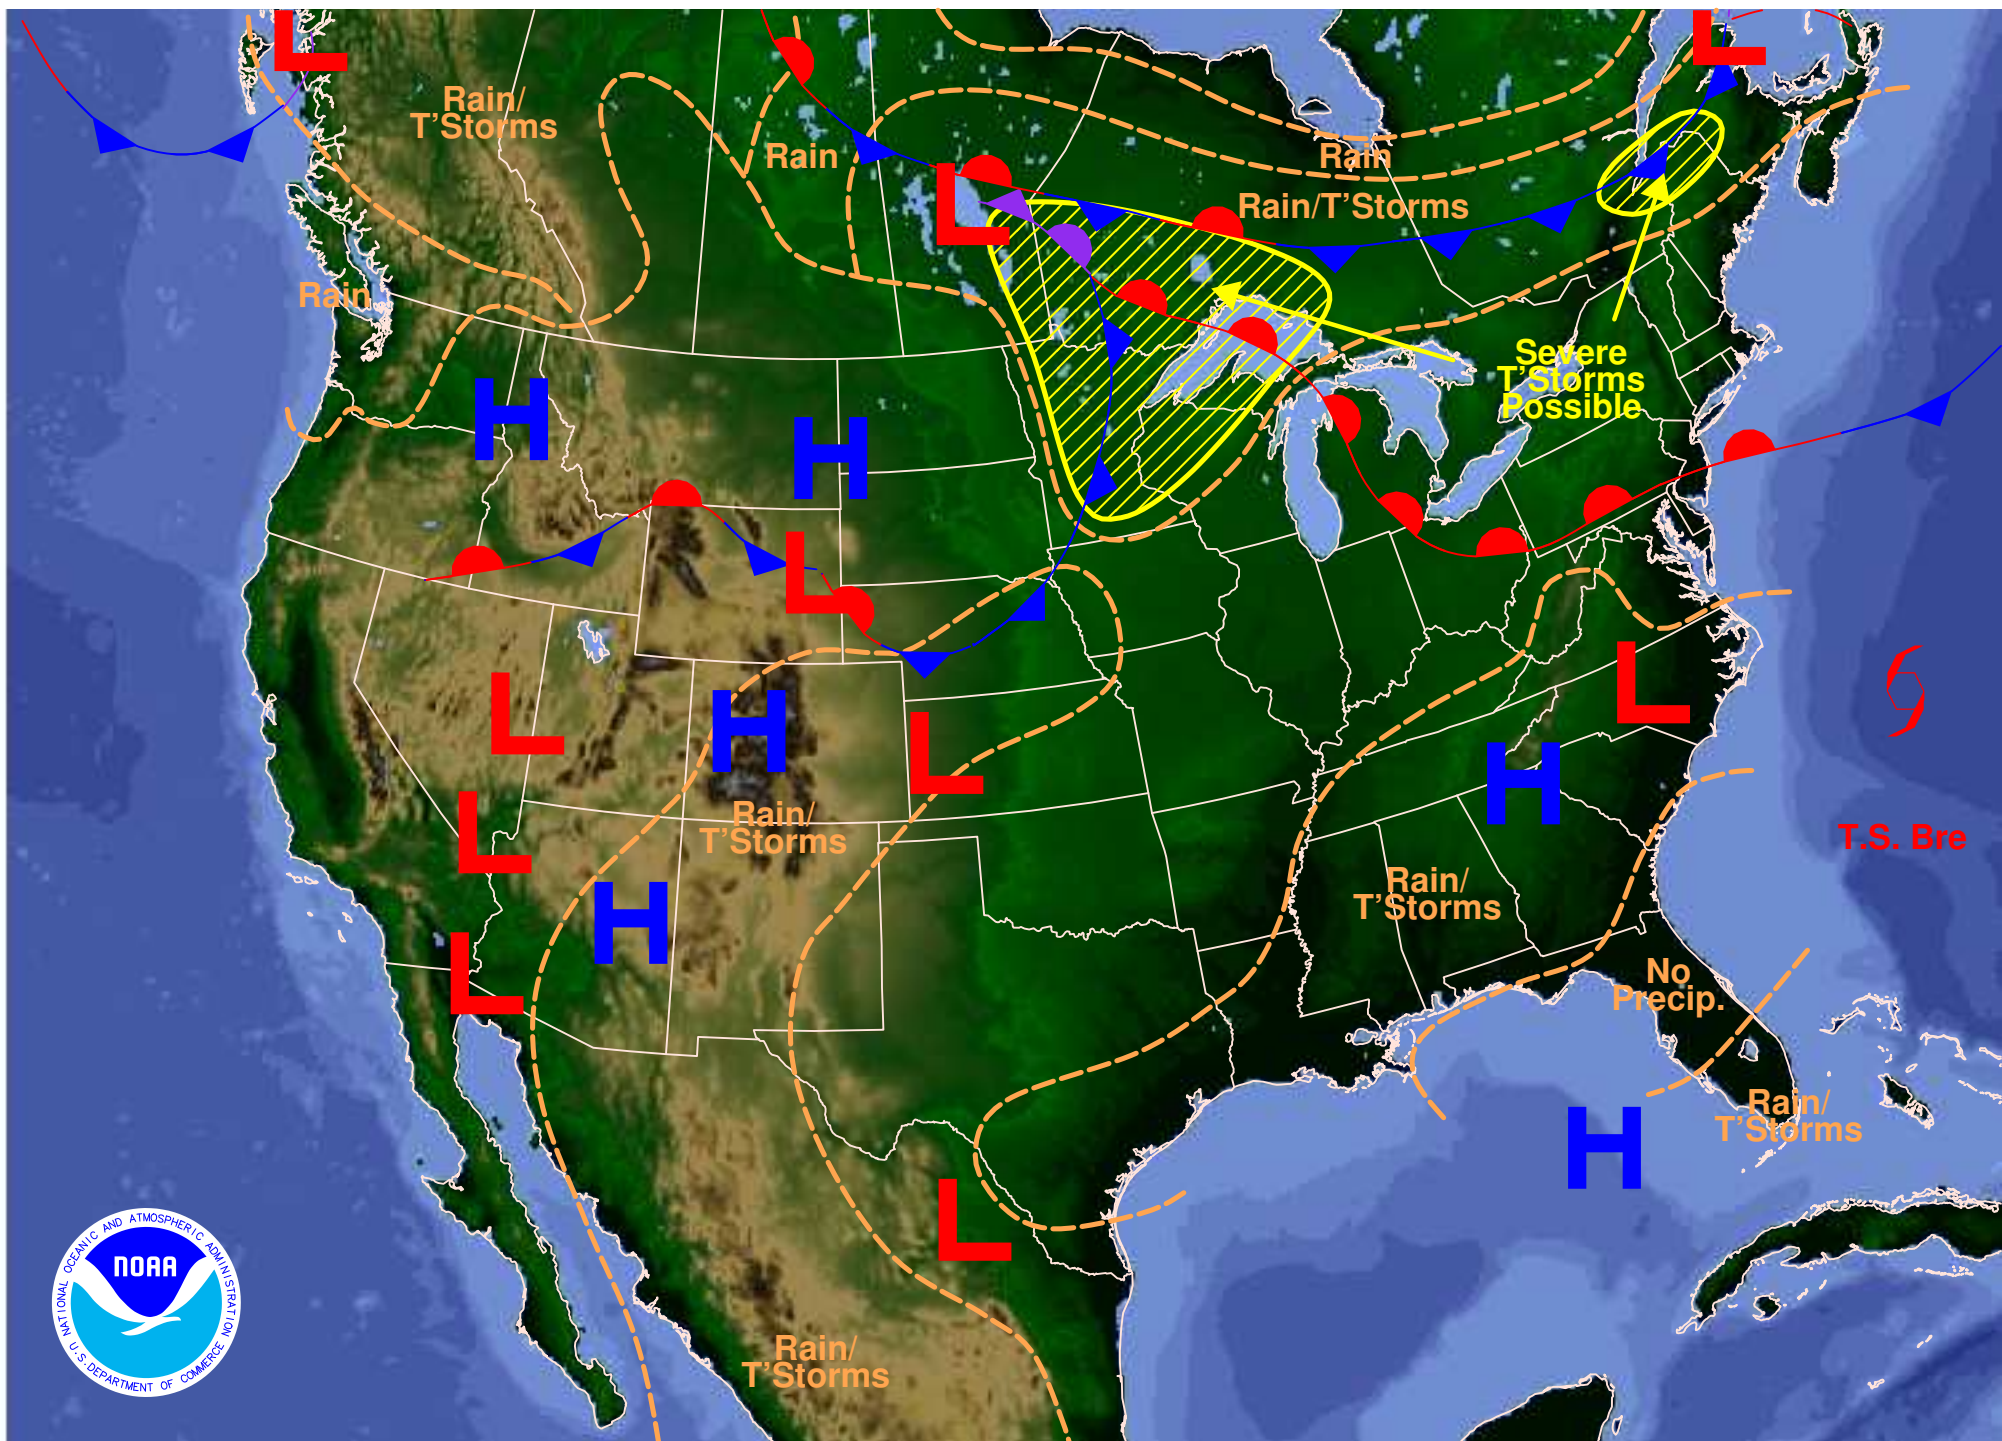 L
L
Rain/
T'Storms
Rain
Rain
L
Rain/T'Storms
Rain
Severe
T'Storms
Possible
H
H
L
L
L
H
L
H
L
T.S. Bre
Rain/
T'Storms
Rain/
T'Storms
H
L
No
Precip.
Rain/
T'Storms
H
L
Rain/
T'Storms
NATIONAL OCEANIC AND ATMOSPHERIC ADMINISTRATION
NOAA
U.S. DEPARTMENT OF COMMERCE